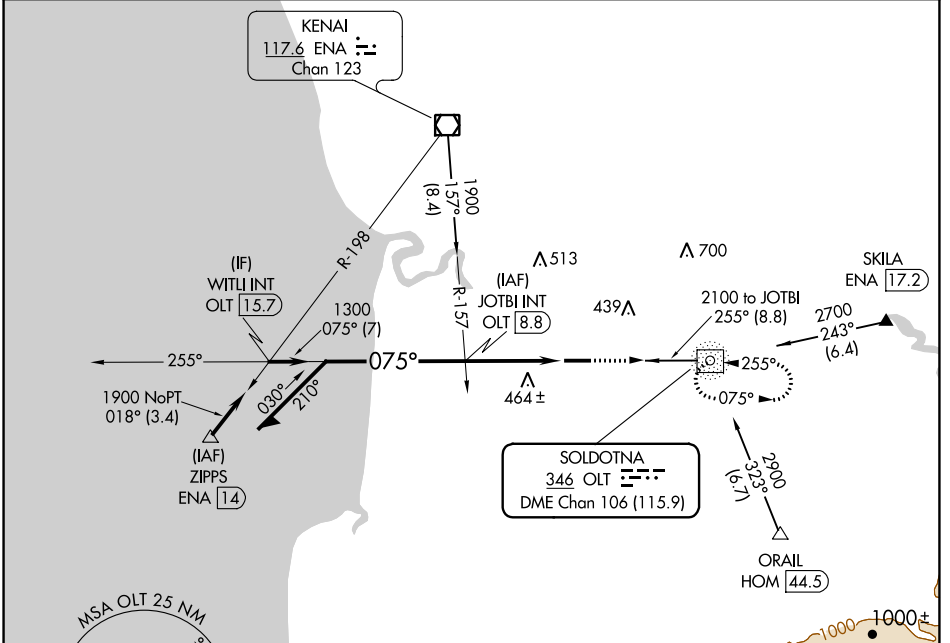 KENAI
117.6 ENA
Chan 123
1900
157°
(8.4)
R-198
R-157
513
700
439
(IF)
WITLI INT
OLT 15.7
(IAF)
JOTBI INT
OLT 8.8
SKILA
ENA 17.2
2100 to JOTBI
255° (8.8)
2700
243°
(6.4)
1300
075° (7)
255°
075°
255°
075°
464 ±
1900 NoPT
018° (3.4)
030°
210°
(IAF)
ZIPPS
ENA 14
SOLDOTNA
346 OLT
DME Chan 106 (115.9)
2900
323°
(6.7)
ORAIL
HOM 44.5
MSA OLT 25 NM
1000
1000±